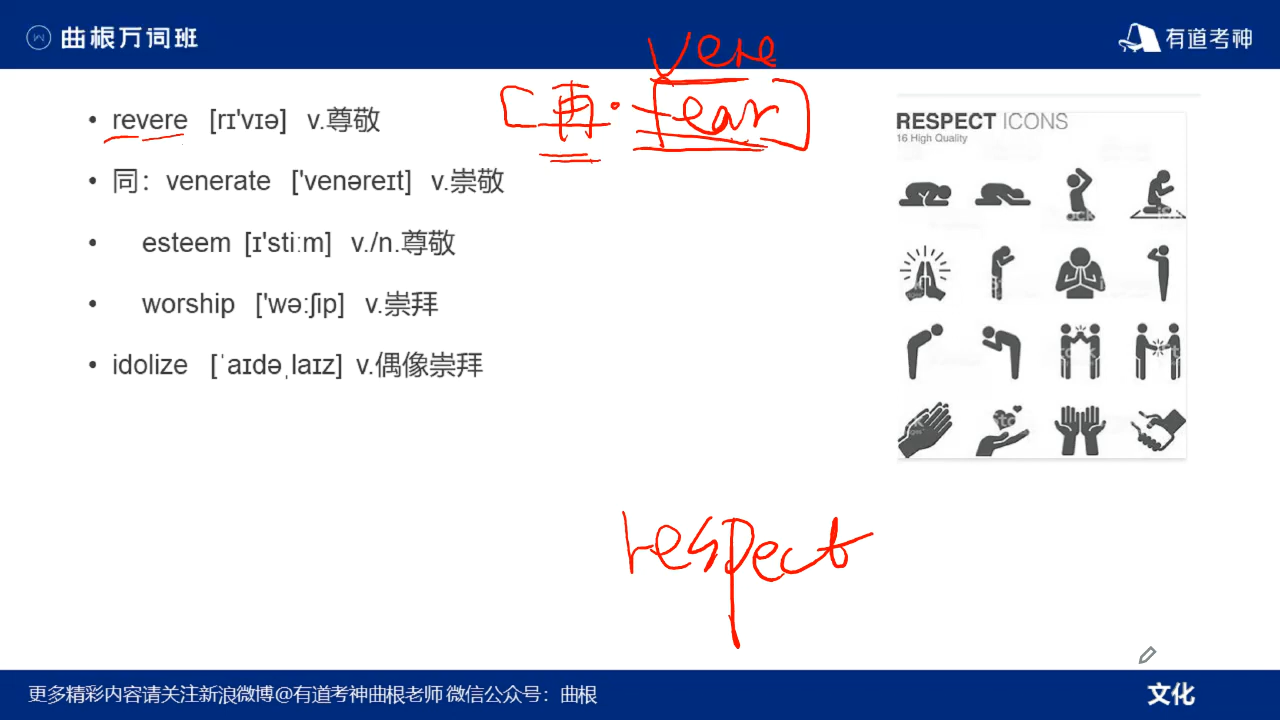 曲根万词班
有道考神
vere
[再·fear]
• revere [rɪ'vɪə] v.尊敬
• 同：venerate ['venəreɪt] v.崇敬
• esteem [ɪ'stiːm] v./n.尊敬
• worship ['wəːʃɪp] v.崇拜
• idolize [ˈaɪdəˌlaɪz] v.偶像崇拜
RESPECT ICONS
16 High Quality
respect
更多精彩内容请关注新浪微博@有道考神曲根老师 微信公众号：曲根
文化